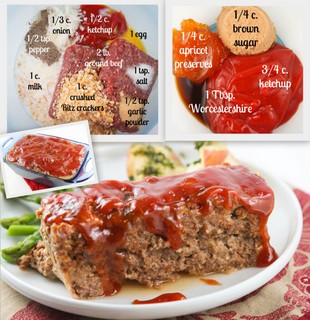 1/3 c.
onion
1/2 c.
ketchup
1 egg
1/2 tsp.
pepper
2 lb.
ground beef
1 tsp.
salt
1 c.
milk
1 c.
crushed
Ritz crackers
1/2 tsp.
garlic
powder
1/4 c.
apricot
preserves
1/4 c.
brown
sugar
3/4 c.
ketchup
1 Tbsp.
Worcestershire